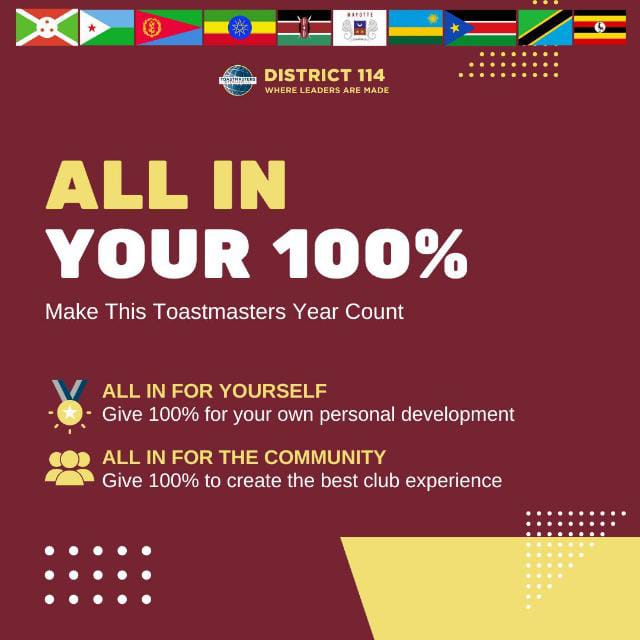 MAYOTTE
TOASTMASTERS
DISTRICT 114
WHERE LEADERS ARE MADE
ALL IN
YOUR 100%
Make This Toastmasters Year Count
ALL IN FOR YOURSELF
Give 100% for your own personal development
ALL IN FOR THE COMMUNITY
Give 100% to create the best club experience